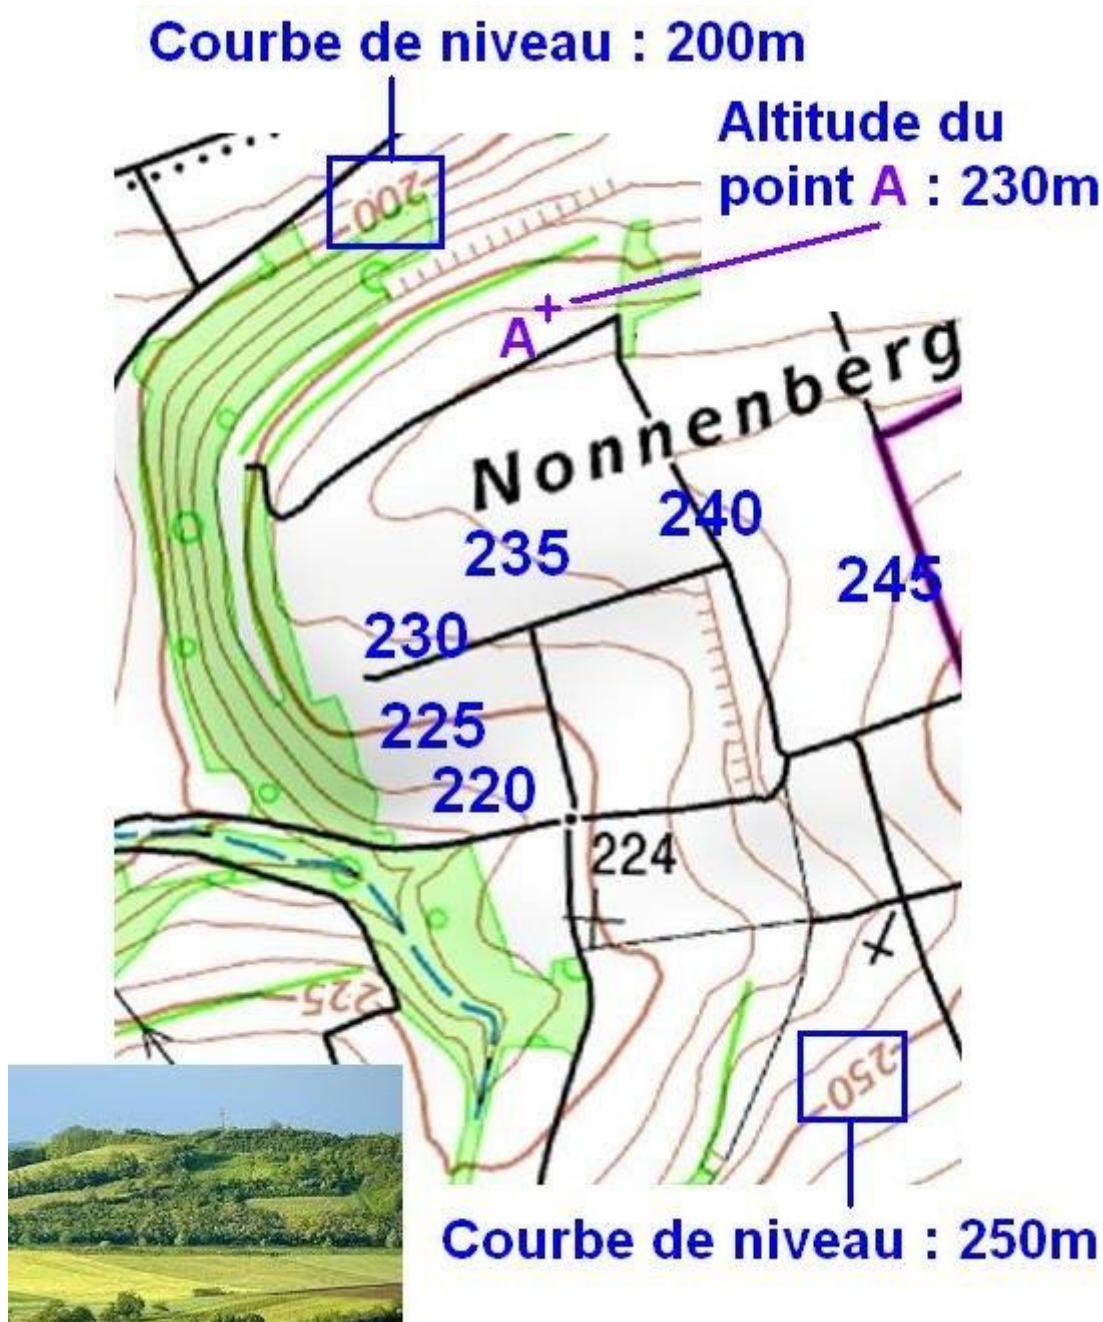 Courbe de niveau : 200m
Altitude du
point A : 230m
200
A
Nonnenberg
240
235
245
230
225
220
224
225
250
Courbe de niveau : 250m